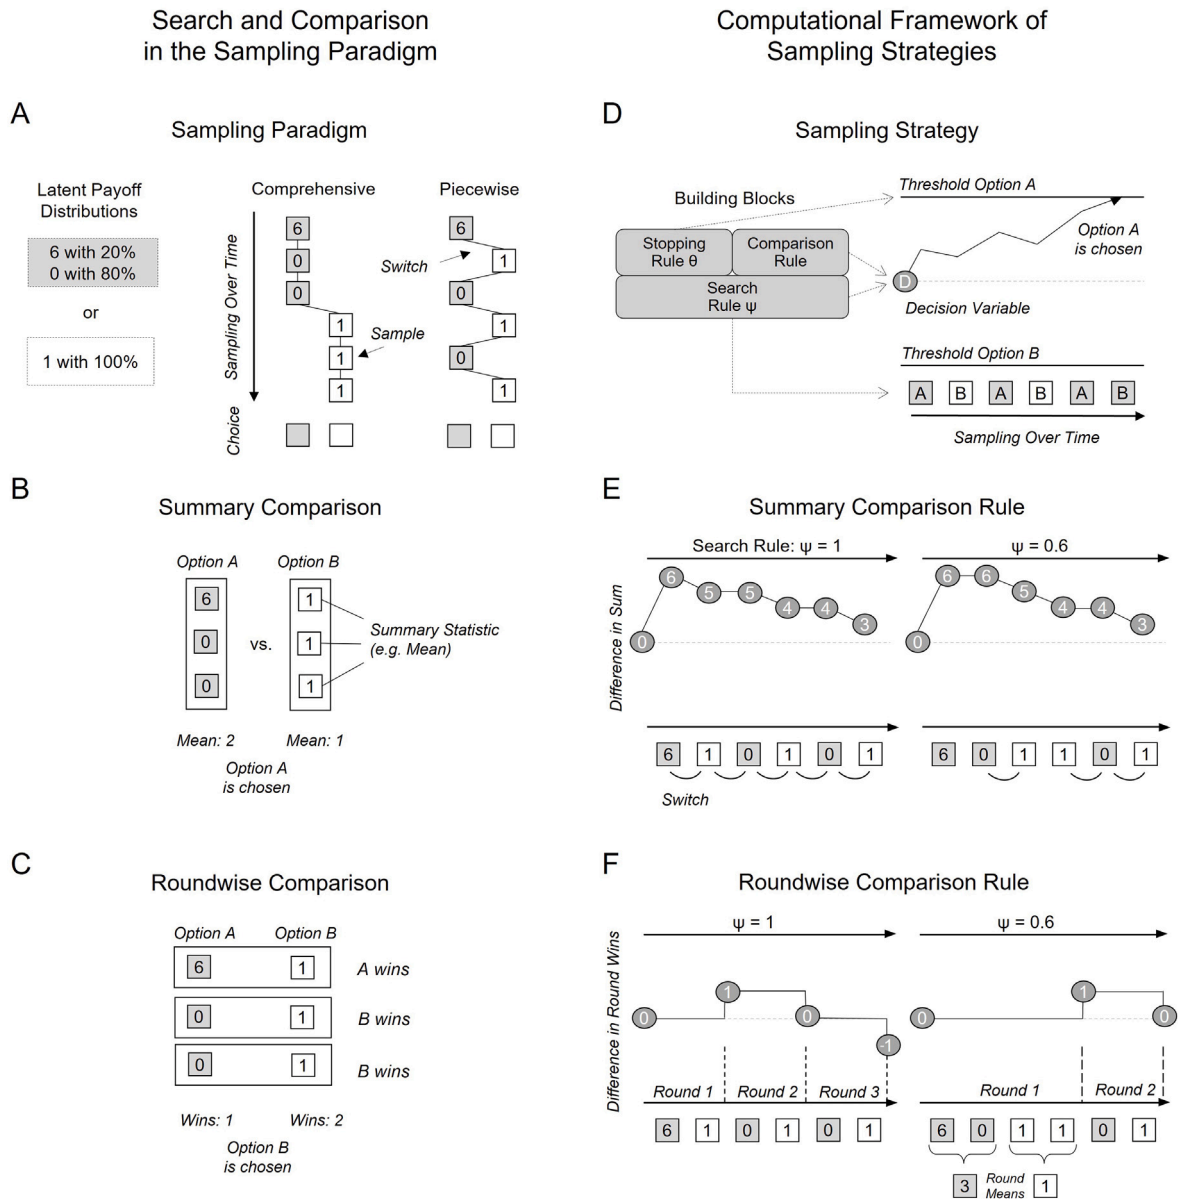 Search and Comparison
in the Sampling Paradigm
A
Sampling Paradigm
Latent Payoff
Distributions
6 with 20%
0 with 80%
or
1 with 100%
Comprehensive
Piecewise
Sampling Over Time
Choice
6
0
0
1
1
1
Sample
6
1
0
1
0
1
Switch
B
Summary Comparison
Option A
Option B
6
1
0
vs.
1
0
1
Summary Statistic
(e.g. Mean)
Mean: 2
Mean: 1
Option A
is chosen
C
Roundwise Comparison
Option A
Option B
6
1
A wins
0
1
B wins
0
1
B wins
Wins: 1
Wins: 2
Option B
is chosen
Computational Framework of
Sampling Strategies
D
Sampling Strategy
Building Blocks
Stopping
Rule θ
Comparison
Rule
Search
Rule ψ
Threshold Option A
Option A
is chosen
D
Decision Variable
Threshold Option B
A B A B A B
Sampling Over Time
E
Summary Comparison Rule
Difference in Sum
Search Rule: ψ = 1
0 6 5 5 4 4 3
6 1 0 1 0 1
Switch
ψ = 0.6
0 6 6 5 4 4 3
6 0 1 1 0 1
F
Roundwise Comparison Rule
Difference in Round Wins
ψ = 1
0 1 0 -1
Round 1 Round 2 Round 3
6 1 0 1 0 1
ψ = 0.6
0 1 0
Round 1 Round 2
6 0 1 1 0 1
3
Round
Means
1